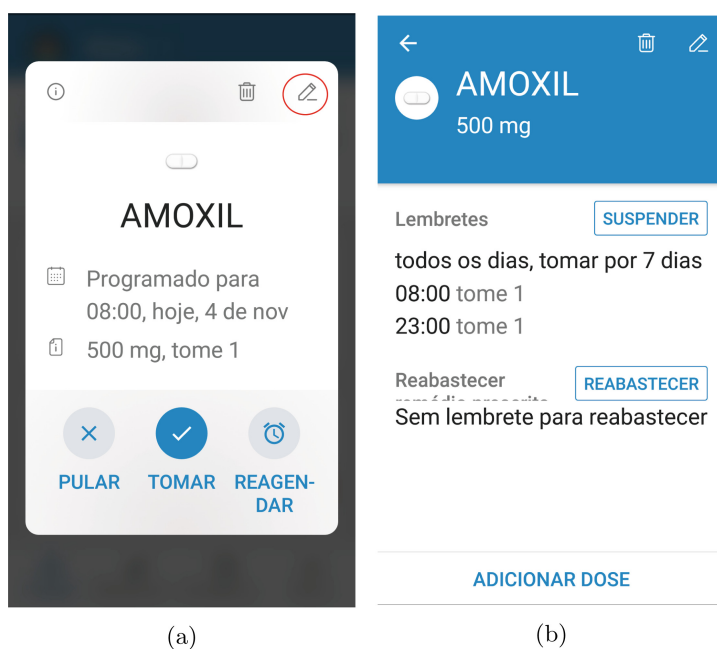 AMOXIL
Programado para
08:00, hoje, 4 de nov
500 mg, tome 1
PULAR
TOMAR
REAGEN-
DAR
(a)
AMOXIL
500 mg
Lembretes
SUSPENDER
todos os dias, tomar por 7 dias
08:00 tome 1
23:00 tome 1
Reabastecer
REABASTECER
remédio prescrito
Sem lembrete para reabastecer
ADICIONAR DOSE
(b)